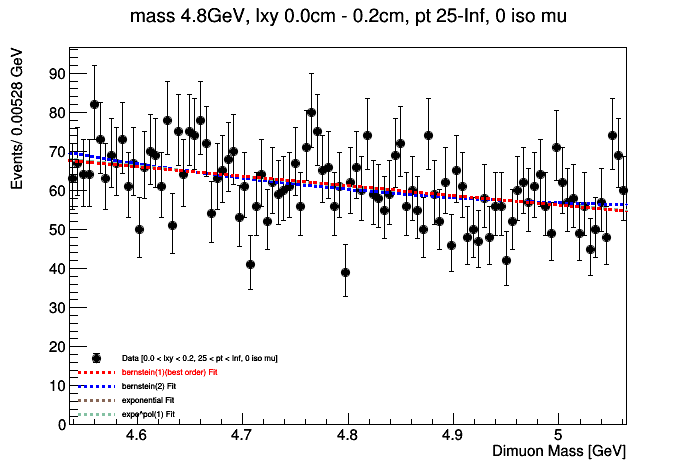 mass 4.8GeV, lxy 0.0cm - 0.2cm, pt 25-Inf, 0 iso mu
Events/ 0.00528 GeV
90
80
70
60
50
40
30
20
10
0
Data [0.0 < lxy < 0.2, 25 < pt < Inf, 0 iso mu]
bernstein(1)(best order) Fit
bernstein(2) Fit
exponential Fit
expo*pol(1) Fit
4.6 4.7 4.8 4.9 5
Dimuon Mass [GeV]